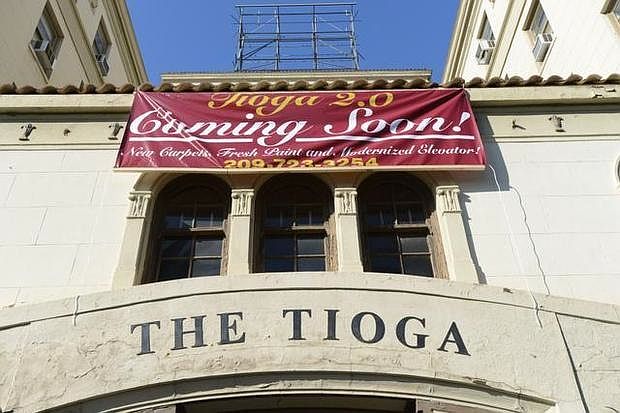 Tioga 2.0
Coming Soon!
New Carpets, Fresh Paint and Modernized Elevator!
209-723-3254
THE TIOGA